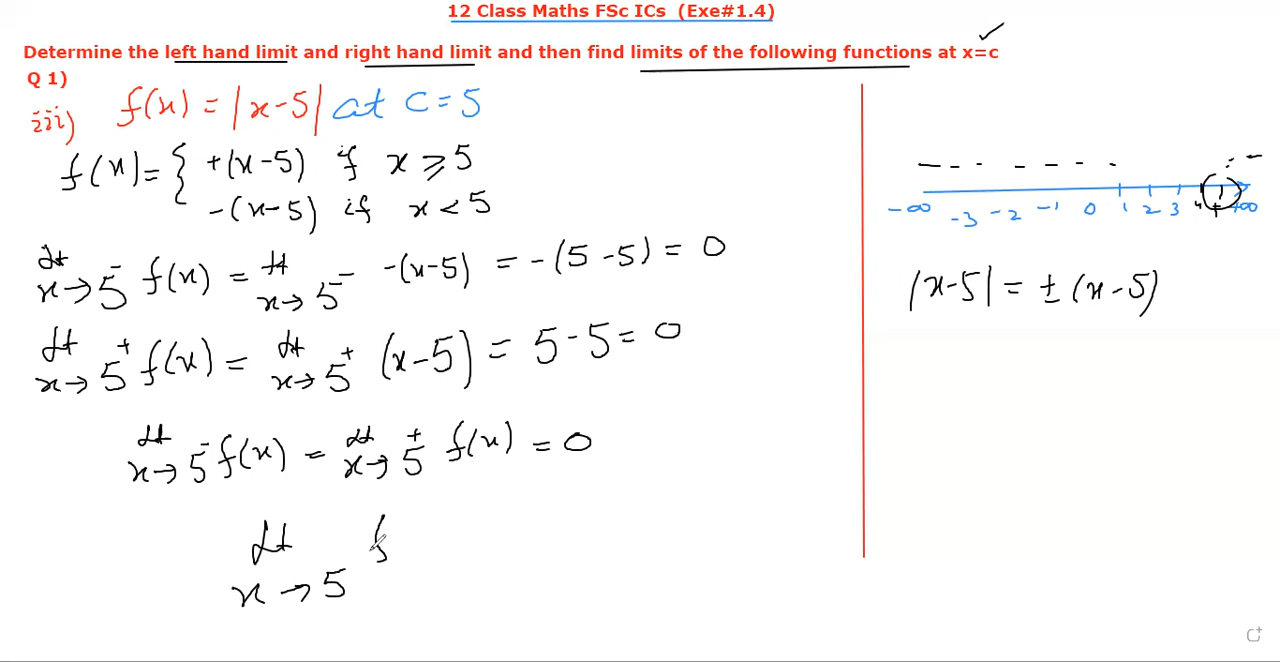 12 Class Maths FSc ICs (Exe#1.4)
Determine the left hand limit and right hand limit and then find limits of the following functions at x=c
Q 1)
iii) f(x) = |x-5| at c=5
f(x) = { +(x-5) if x ≥ 5
-(x-5) if x < 5
Lt x→5⁻ f(x) = Lt x→5⁻ -(x-5) = -(5-5) = 0
Lt x→5⁺ f(x) = Lt x→5⁺ (x-5) = 5-5 = 0
Lt x→5⁻ f(x) = Lt x→5⁺ f(x) = 0
Lt x→5 f
-∞ -3 -2 -1 0 1 2 3 4 +∞
|x-5| = ± (x-5)